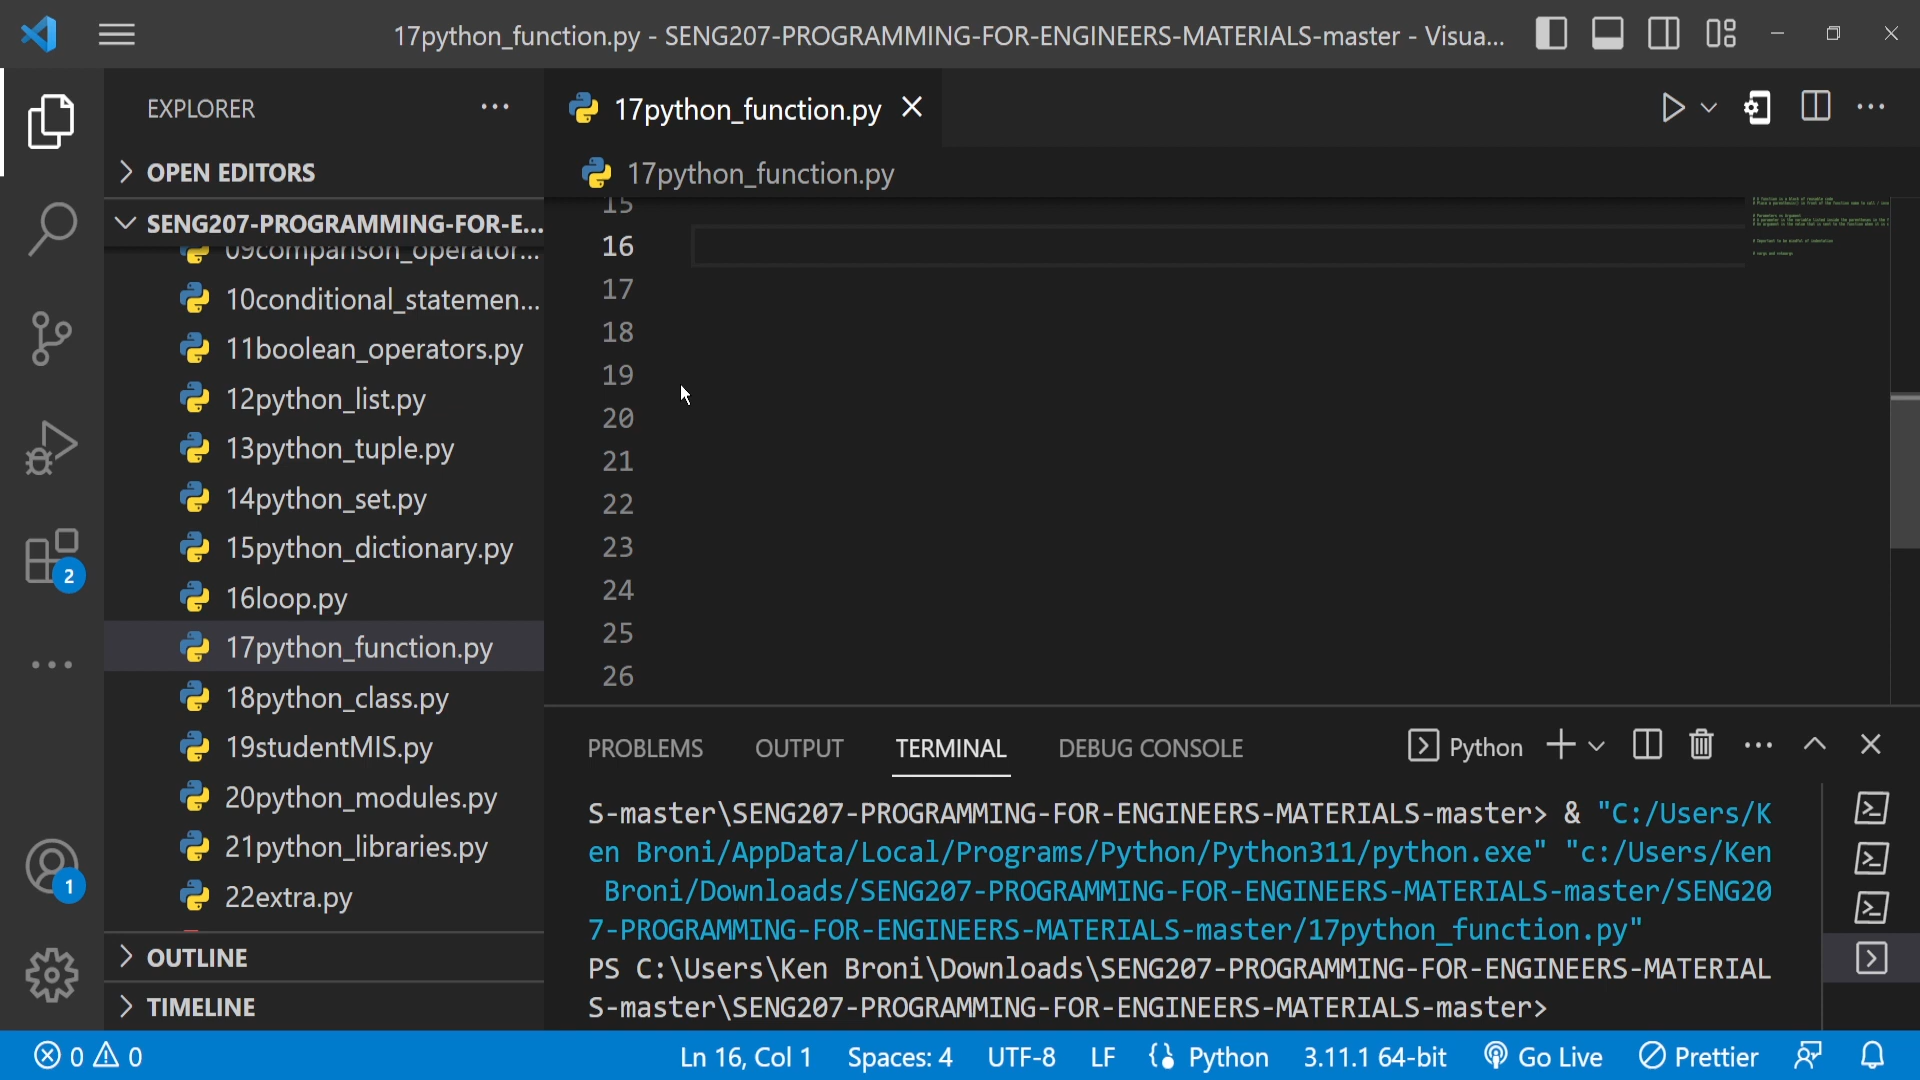 17python_function.py - SENG207-PROGRAMMING-FOR-ENGINEERS-MATERIALS-master - Visua...
EXPLORER
OPEN EDITORS
SENG207-PROGRAMMING-FOR-E...
09comparison_operator...
10conditional_statemen...
11boolean_operators.py
12python_list.py
13python_tuple.py
14python_set.py
15python_dictionary.py
16loop.py
17python_function.py
18python_class.py
19studentMIS.py
20python_modules.py
21python_libraries.py
22extra.py
OUTLINE
TIMELINE
2
1
17python_function.py
17python_function.py
15
16
17
18
19
20
21
22
23
24
25
26
PROBLEMS OUTPUT TERMINAL DEBUG CONSOLE Python
S-master\SENG207-PROGRAMMING-FOR-ENGINEERS-MATERIALS-master> & "C:/Users/K
en Broni/AppData/Local/Programs/Python/Python311/python.exe" "c:/Users/Ken
Broni/Downloads/SENG207-PROGRAMMING-FOR-ENGINEERS-MATERIALS-master/SENG20
7-PROGRAMMING-FOR-ENGINEERS-MATERIALS-master/17python_function.py"
PS C:\Users\Ken Broni\Downloads\SENG207-PROGRAMMING-FOR-ENGINEERS-MATERIAL
S-master\SENG207-PROGRAMMING-FOR-ENGINEERS-MATERIALS-master>
0 0 Ln 16, Col 1 Spaces: 4 UTF-8 LF Python 3.11.1 64-bit Go Live Prettier